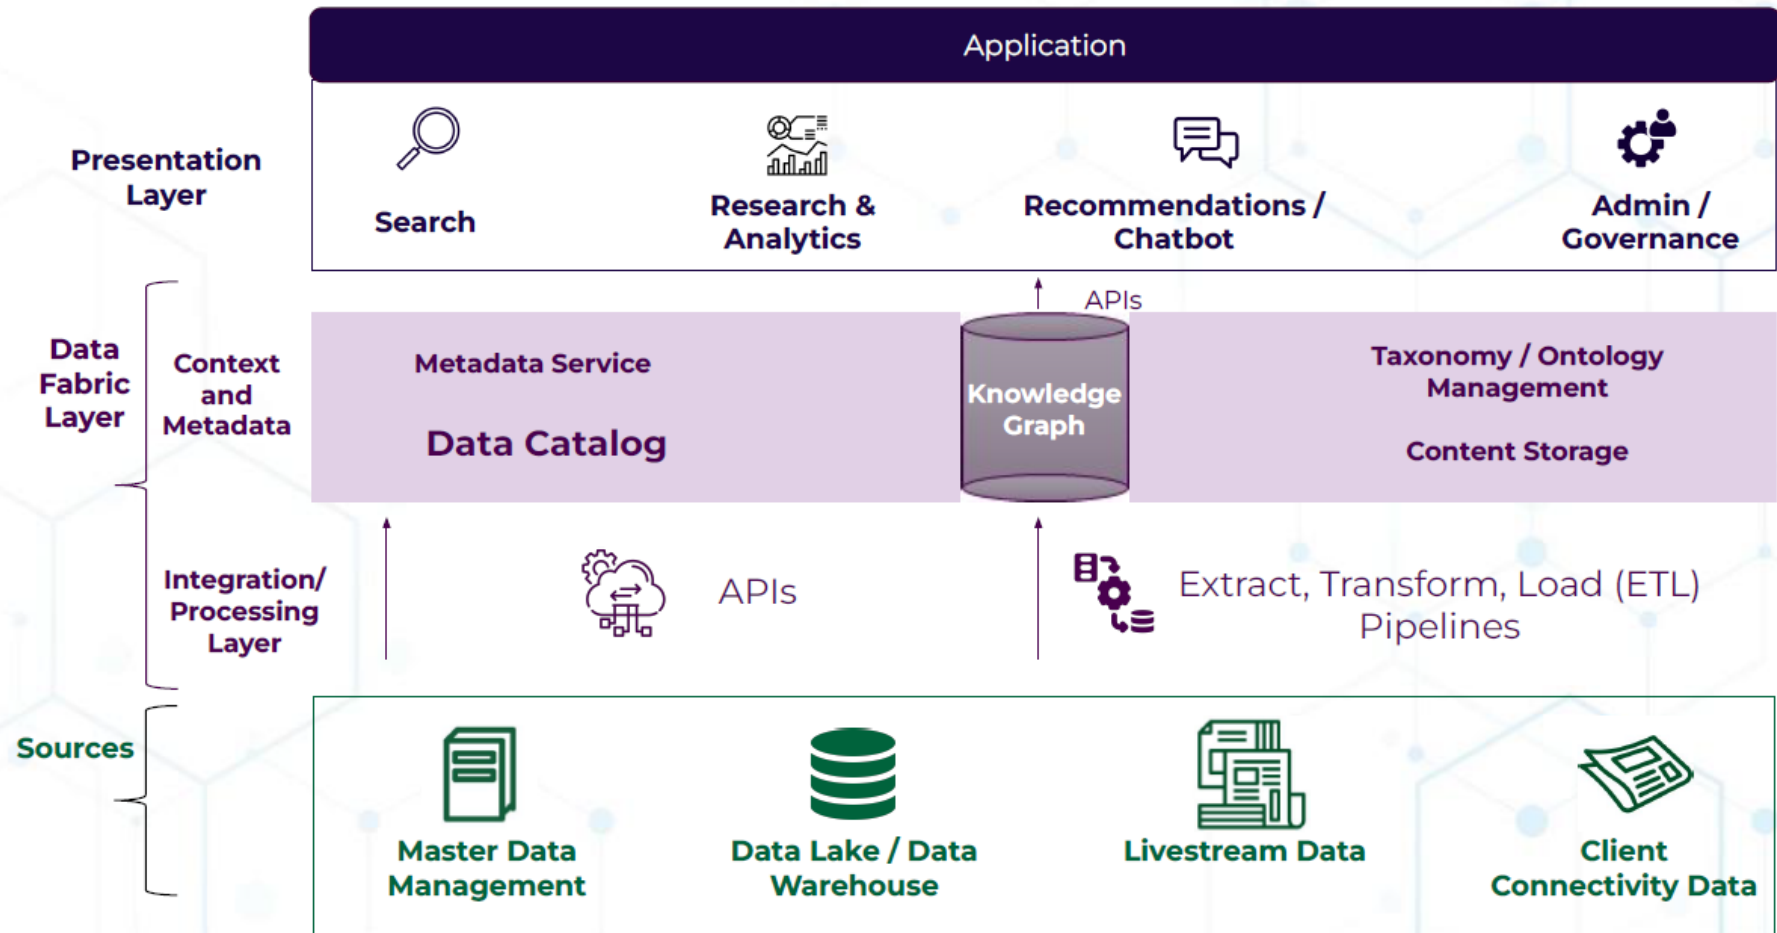 Application
Presentation
Layer
Search
Research &
Analytics
Recommendations /
Chatbot
Admin /
Governance
APIs
Data
Fabric
Layer
Context
and
Metadata
Metadata Service
Data Catalog
Knowledge
Graph
Taxonomy / Ontology
Management
Content Storage
Integration/
Processing
Layer
APIs
Extract, Transform, Load (ETL)
Pipelines
Sources
Master Data
Management
Data Lake / Data
Warehouse
Livestream Data
Client
Connectivity Data